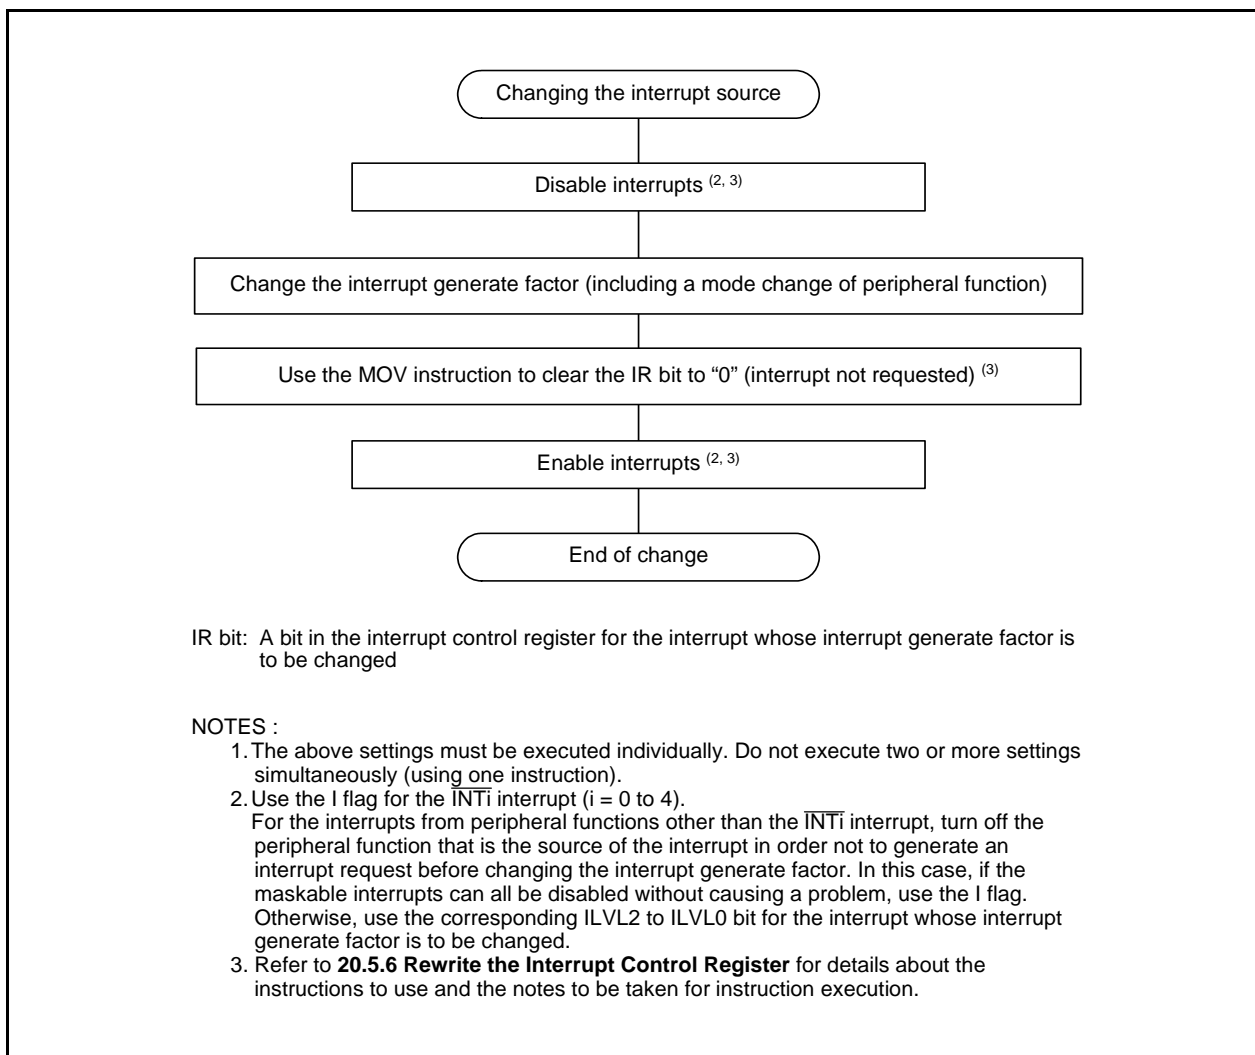 Changing the interrupt source
Disable interrupts (2, 3)
Change the interrupt generate factor (including a mode change of peripheral function)
Use the MOV instruction to clear the IR bit to “0” (interrupt not requested) (3)
Enable interrupts (2, 3)
End of change
IR bit: A bit in the interrupt control register for the interrupt whose interrupt generate factor is
to be changed
NOTES :
1. The above settings must be executed individually. Do not execute two or more settings
simultaneously (using one instruction).
2. Use the I flag for the INTi interrupt (i = 0 to 4).
For the interrupts from peripheral functions other than the INTi interrupt, turn off the
peripheral function that is the source of the interrupt in order not to generate an
interrupt request before changing the interrupt generate factor. In this case, if the
maskable interrupts can all be disabled without causing a problem, use the I flag.
Otherwise, use the corresponding ILVL2 to ILVL0 bit for the interrupt whose interrupt
generate factor is to be changed.
3. Refer to 20.5.6 Rewrite the Interrupt Control Register for details about the
instructions to use and the notes to be taken for instruction execution.